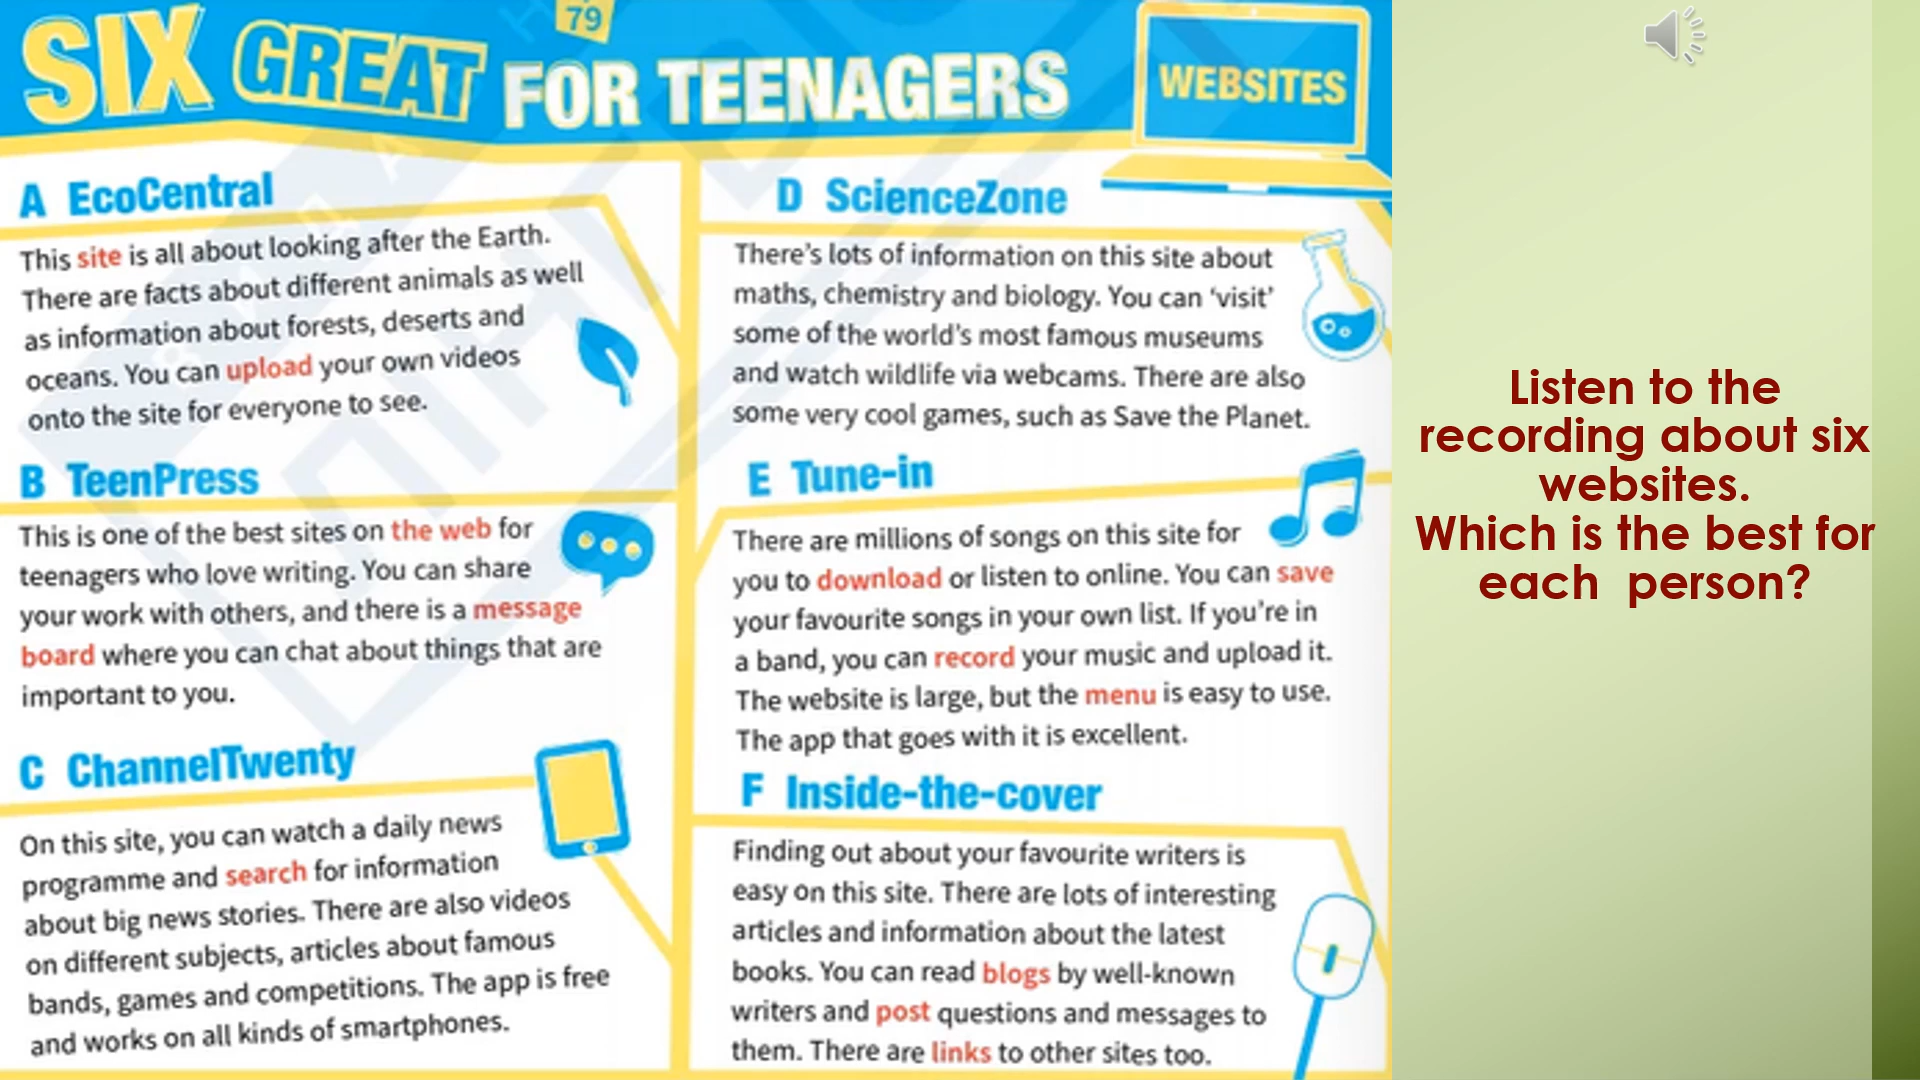 SIX GREAT FOR TEENAGERS
79
WEBSITES
A EcoCentral
This site is all about looking after the Earth.
There are facts about different animals as well
as information about forests, deserts and
oceans. You can upload your own videos
onto the site for everyone to see.
B TeenPress
This is one of the best sites on the web for
teenagers who love writing. You can share
your work with others, and there is a message
board where you can chat about things that are
important to you.
C ChannelTwenty
On this site, you can watch a daily news
programme and search for information
about big news stories. There are also videos
on different subjects, articles about famous
bands, games and competitions. The app is free
and works on all kinds of smartphones.
D ScienceZone
There's lots of information on this site about
maths, chemistry and biology. You can 'visit'
some of the world's most famous museums
and watch wildlife via webcams. There are also
some very cool games, such as Save the Planet.
E Tune-in
There are millions of songs on this site for
you to download or listen to online. You can save
your favourite songs in your own list. If you're in
a band, you can record your music and upload it.
The website is large, but the menu is easy to use.
The app that goes with it is excellent.
F Inside-the-cover
Finding out about your favourite writers is
easy on this site. There are lots of interesting
articles and information about the latest
books. You can read blogs by well-known
writers and post questions and messages to
them. There are links to other sites too.
Listen to the
recording about six
websites.
Which is the best for
each person?